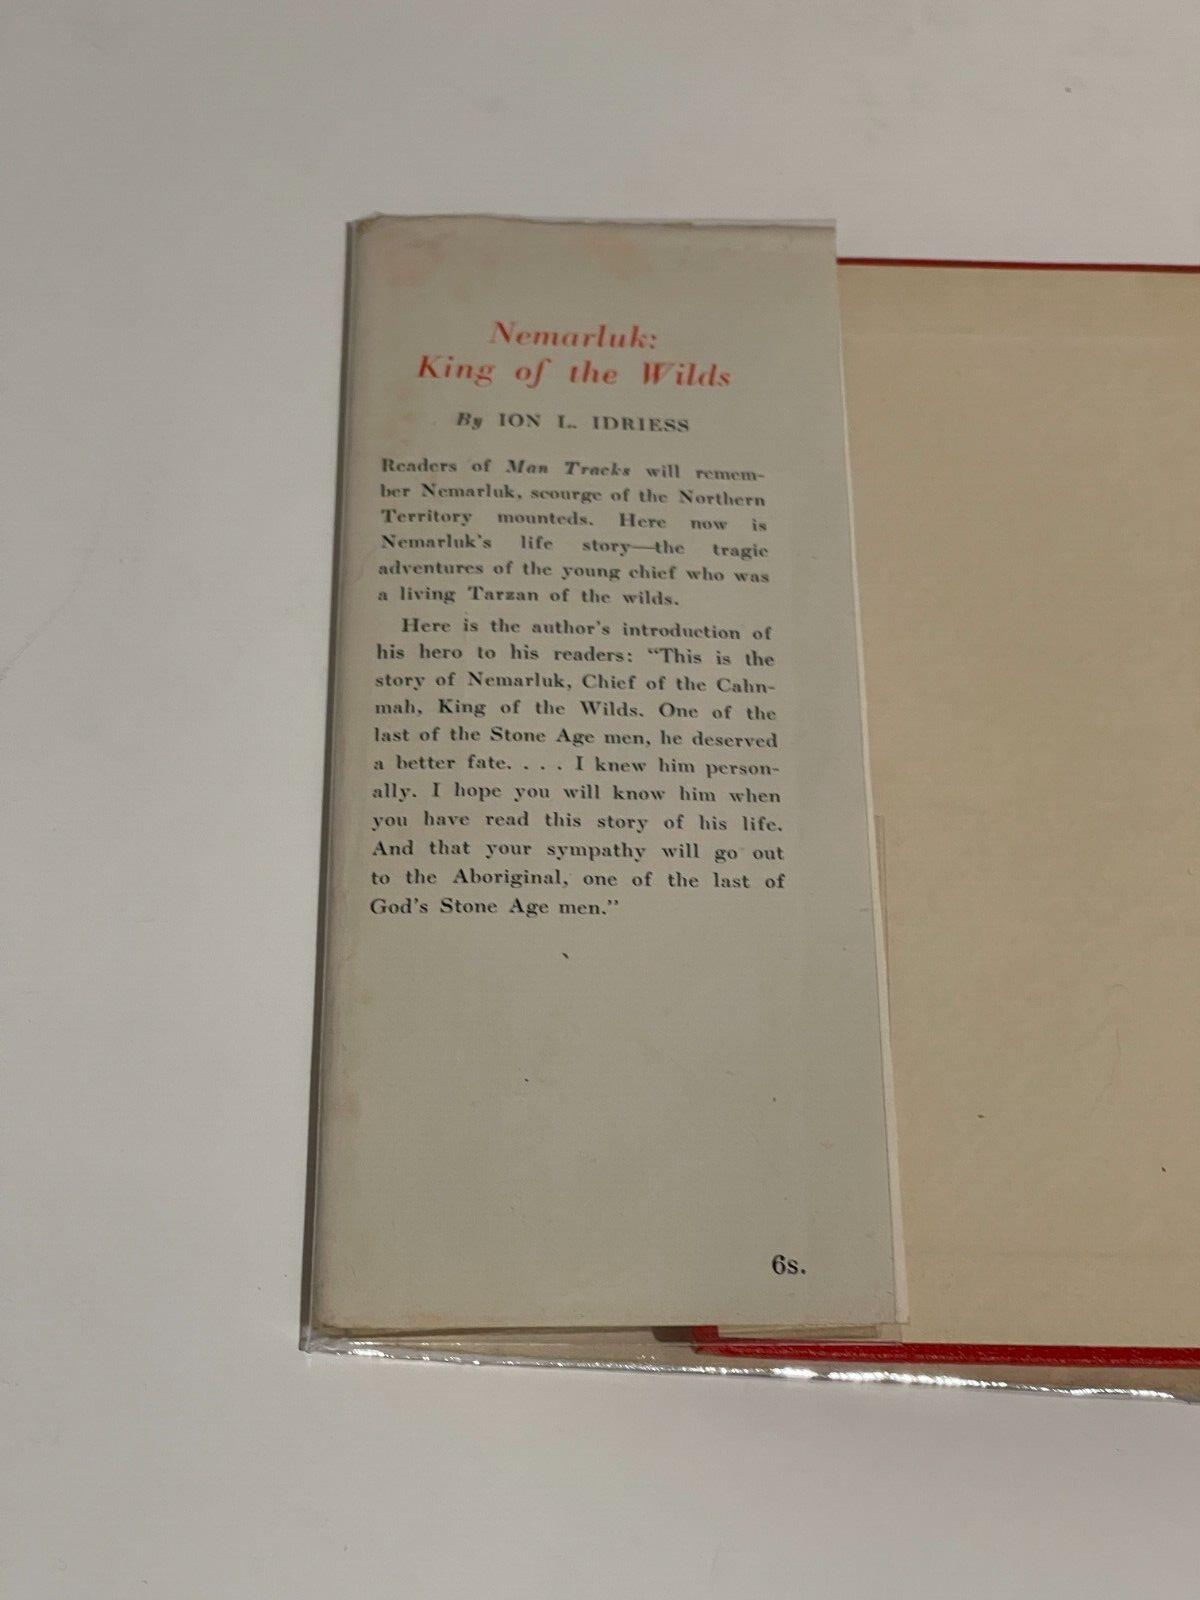 Nemarluk:
King of the Wilds
By ION L. IDRIESS
Readers of Man Tracks will remem-
ber Nemarluk, scourge of the Northern
Territory mounteds. Here now is
Nemarluk's life story—the tragic
adventures of the young chief who was
a living Tarzan of the wilds.
Here is the author's introduction of
his hero to his readers: “This is the
story of Nemarluk, Chief of the Cahn-
mah, King of the Wilds. One of the
last of the Stone Age men, he deserved
a better fate. . . . I knew him person-
ally. I hope you will know him when
you have read this story of his life.
And that your sympathy will go out
to the Aboriginal, one of the last of
God's Stone Age men.”
6s.